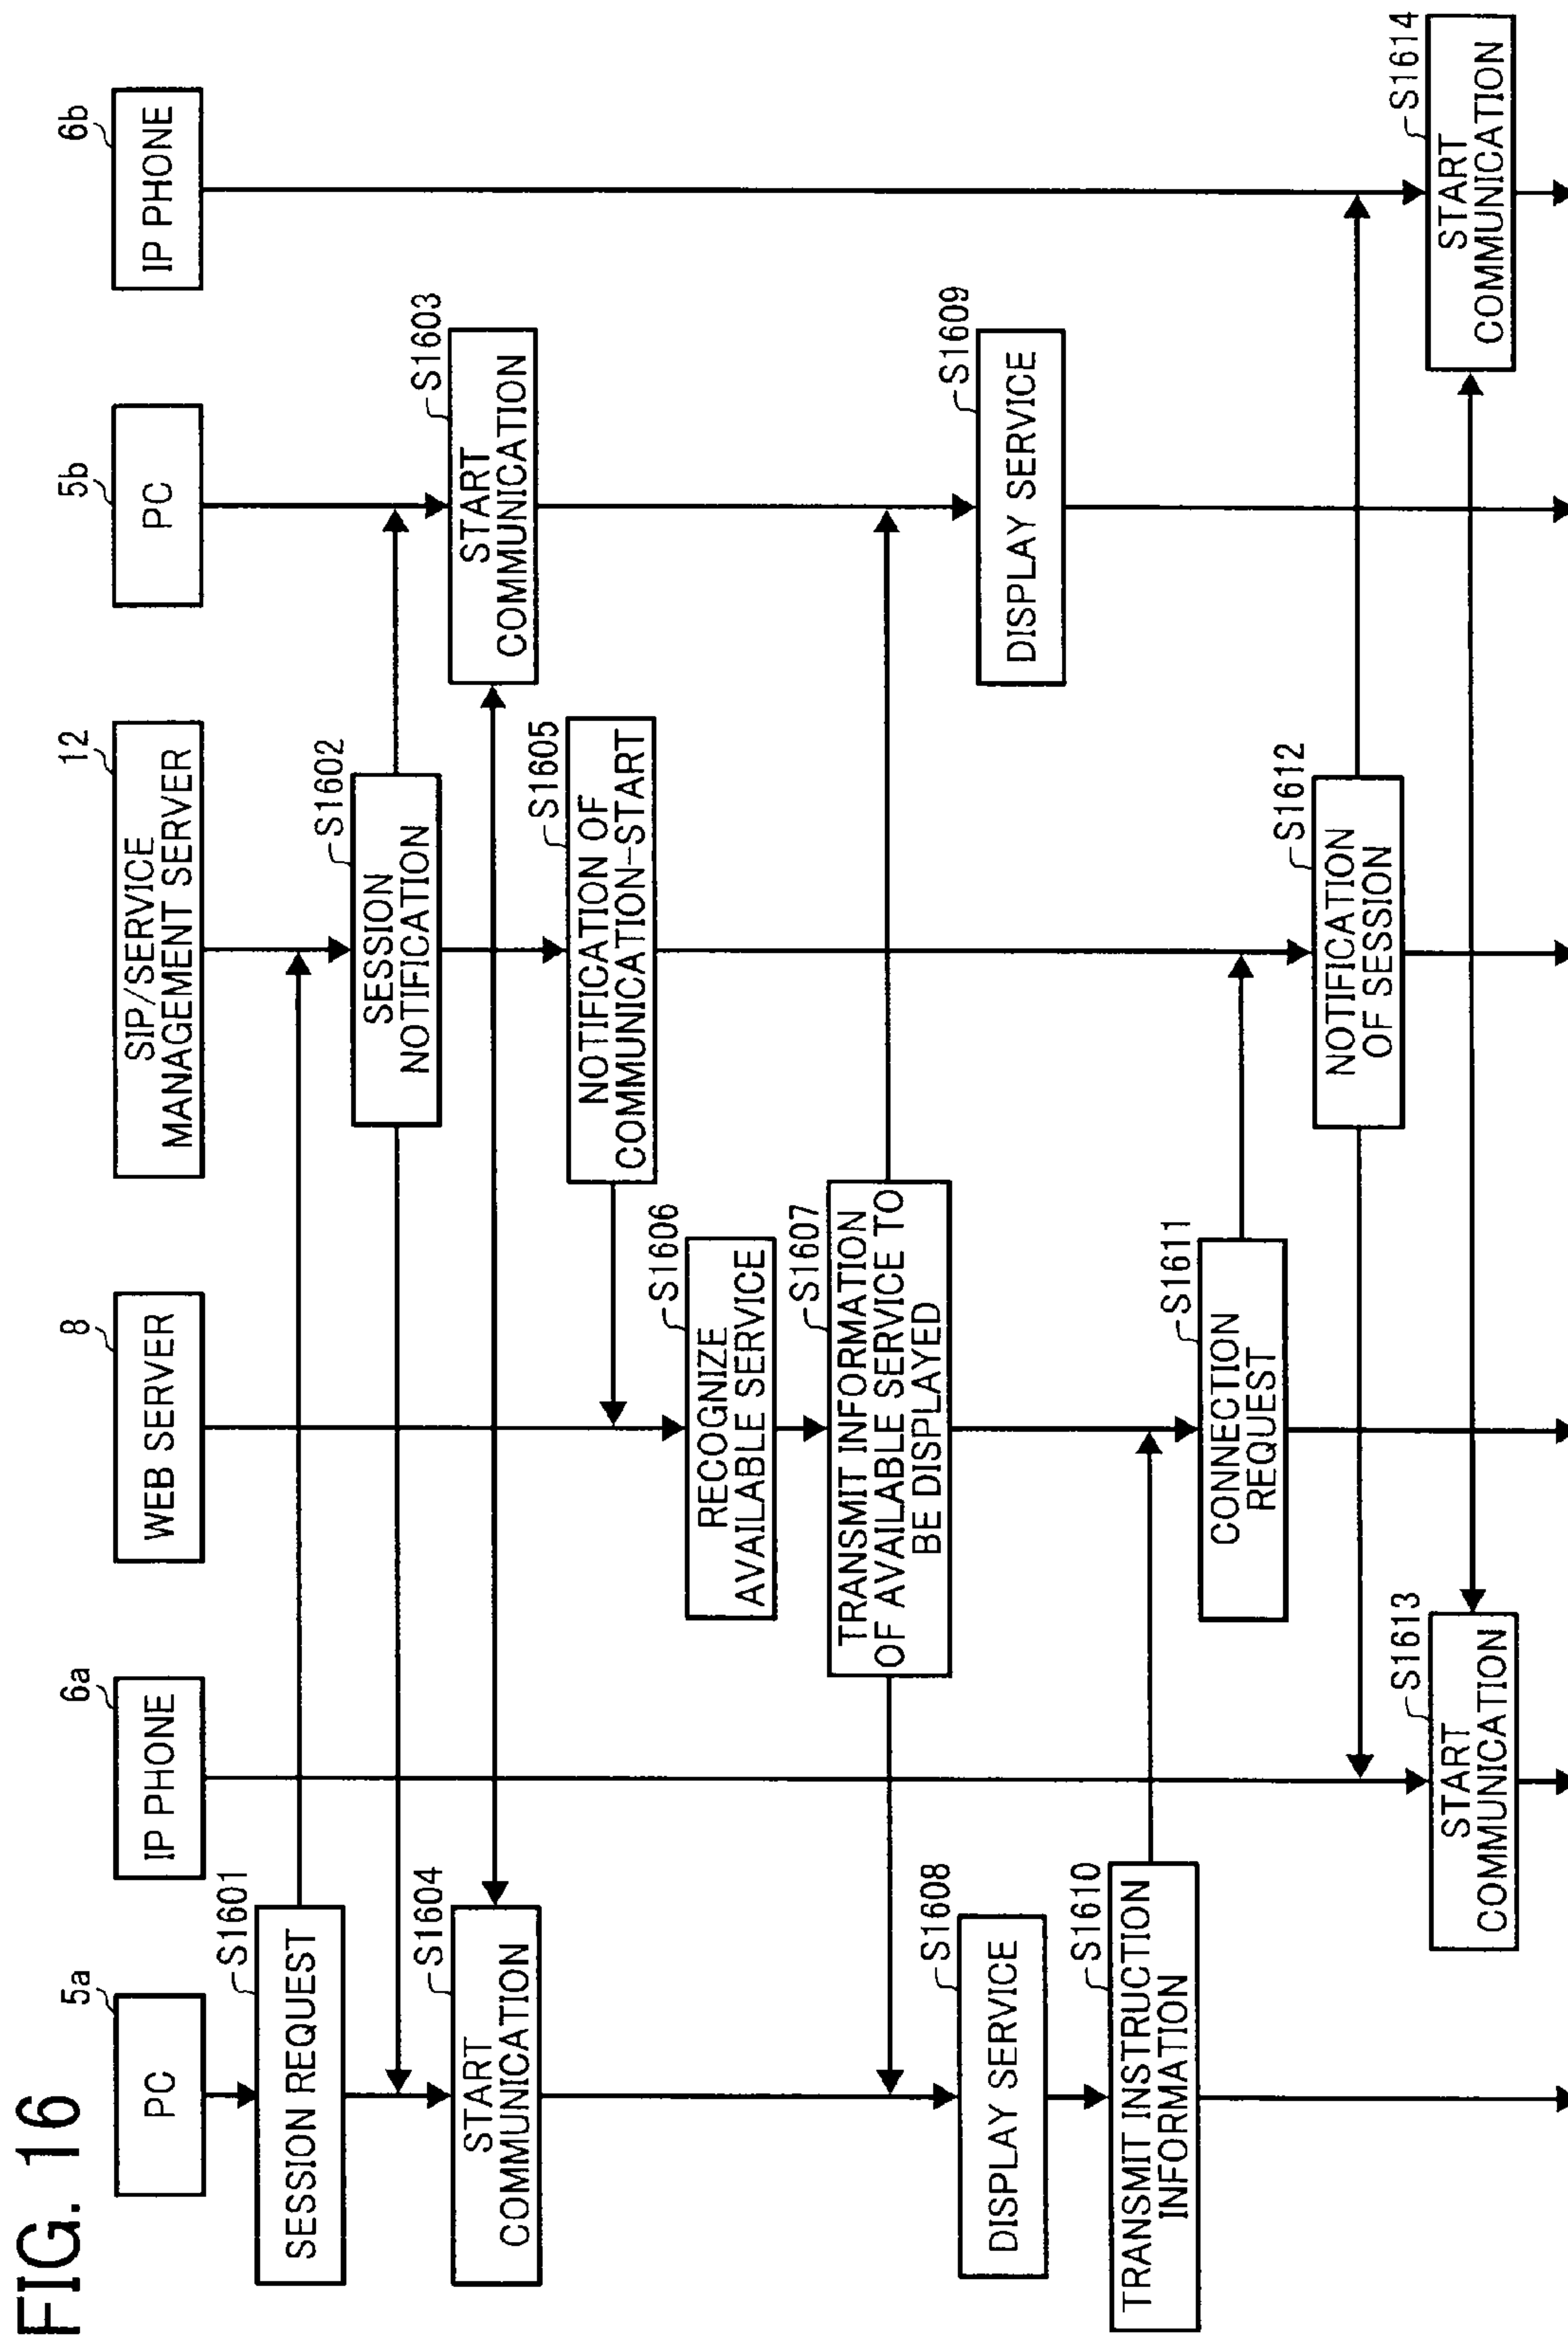 FIG. 16
5a
PC
6a
IP PHONE
8
WEB SERVER
12
SIP/SERVICE
MANAGEMENT SERVER
5b
PC
6b
IP PHONE
S1601
SESSION REQUEST
S1602
SESSION
NOTIFICATION
S1604
START
COMMUNICATION
S1603
START
COMMUNICATION
S1605
NOTIFICATION OF
COMMUNICATION-START
S1606
RECOGNIZE
AVAILABLE SERVICE
S1607
TRANSMIT INFORMATION
OF AVAILABLE SERVICE TO
BE DISPLAYED
S1608
DISPLAY SERVICE
S1609
DISPLAY SERVICE
S1610
TRANSMIT INSTRUCTION
INFORMATION
S1611
CONNECTION
REQUEST
S1612
NOTIFICATION
OF SESSION
S1613
START
COMMUNICATION
S1614
START
COMMUNICATION